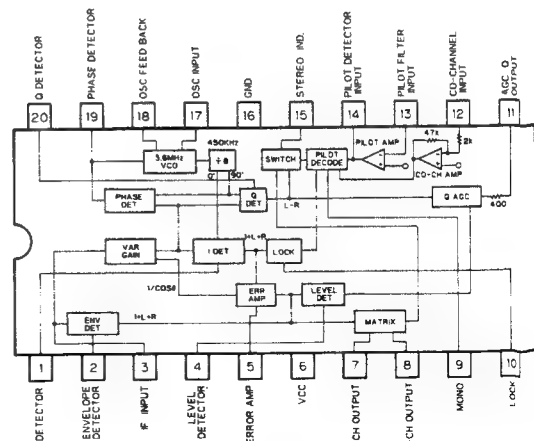 Q DETECTOR
PHASE DETECTOR
OSC FEED BACK
OSC INPUT
GND
STEREO IND.
PILOT DETECTOR INPUT
PILOT FILTER INPUT
CO-CHANNEL INPUT
AGC Q OUTPUT
20
19
18
17
16
15
14
13
12
11
450KHz
3.6MHz VCO
÷8
0°
90°
PHASE DET
Q DET
L-R
SWITCH
PILOT DECODE
PILOT AMP
47k
2k
CO-CH AMP
Q AGC
400
VAR GAIN
I DET
1+L+R
LOCK
1/COSθ
ERR AMP
LEVEL DET
ENV DET
1+L+R
MATRIX
1
2
3
4
5
6
7
8
9
10
DETECTOR
ENVELOPE DETECTOR
INPUT
LEVEL DETECTOR
ERROR AMP
VCC
CH OUTPUT
-CH OUTPUT
MONO
LOCK